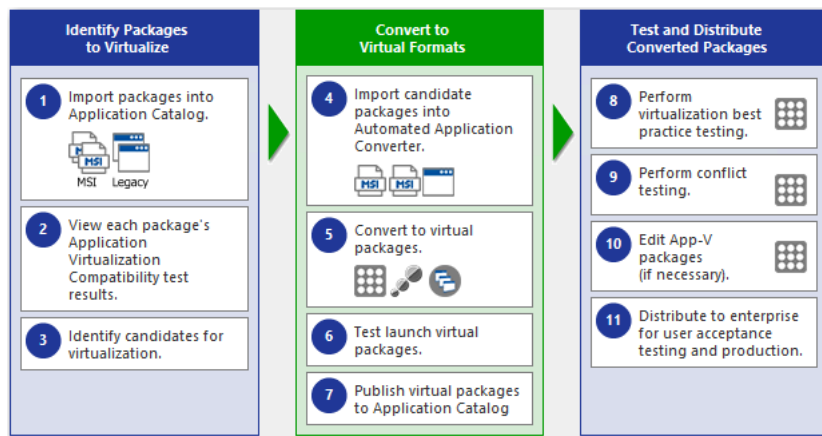 Identify Packages
to Virtualize
1
Import packages into
Application Catalog.
MSI
MSI
MSI
Legacy
2
View each package's
Application
Virtualization
Compatibility test
results.
3
Identify candidates for
virtualization.
Convert to
Virtual Formats
4
Import candidate
packages into
Automated Application
Converter.
MSI
MSI
5
Convert to virtual
packages.
6
Test launch virtual
packages.
7
Publish virtual packages
to Application Catalog
Test and Distribute
Converted Packages
8
Perform
virtualization best
practice testing.
9
Perform conflict
testing.
10
Edit App-V
packages
(if necessary).
11
Distribute to enterprise
for user acceptance
testing and production.